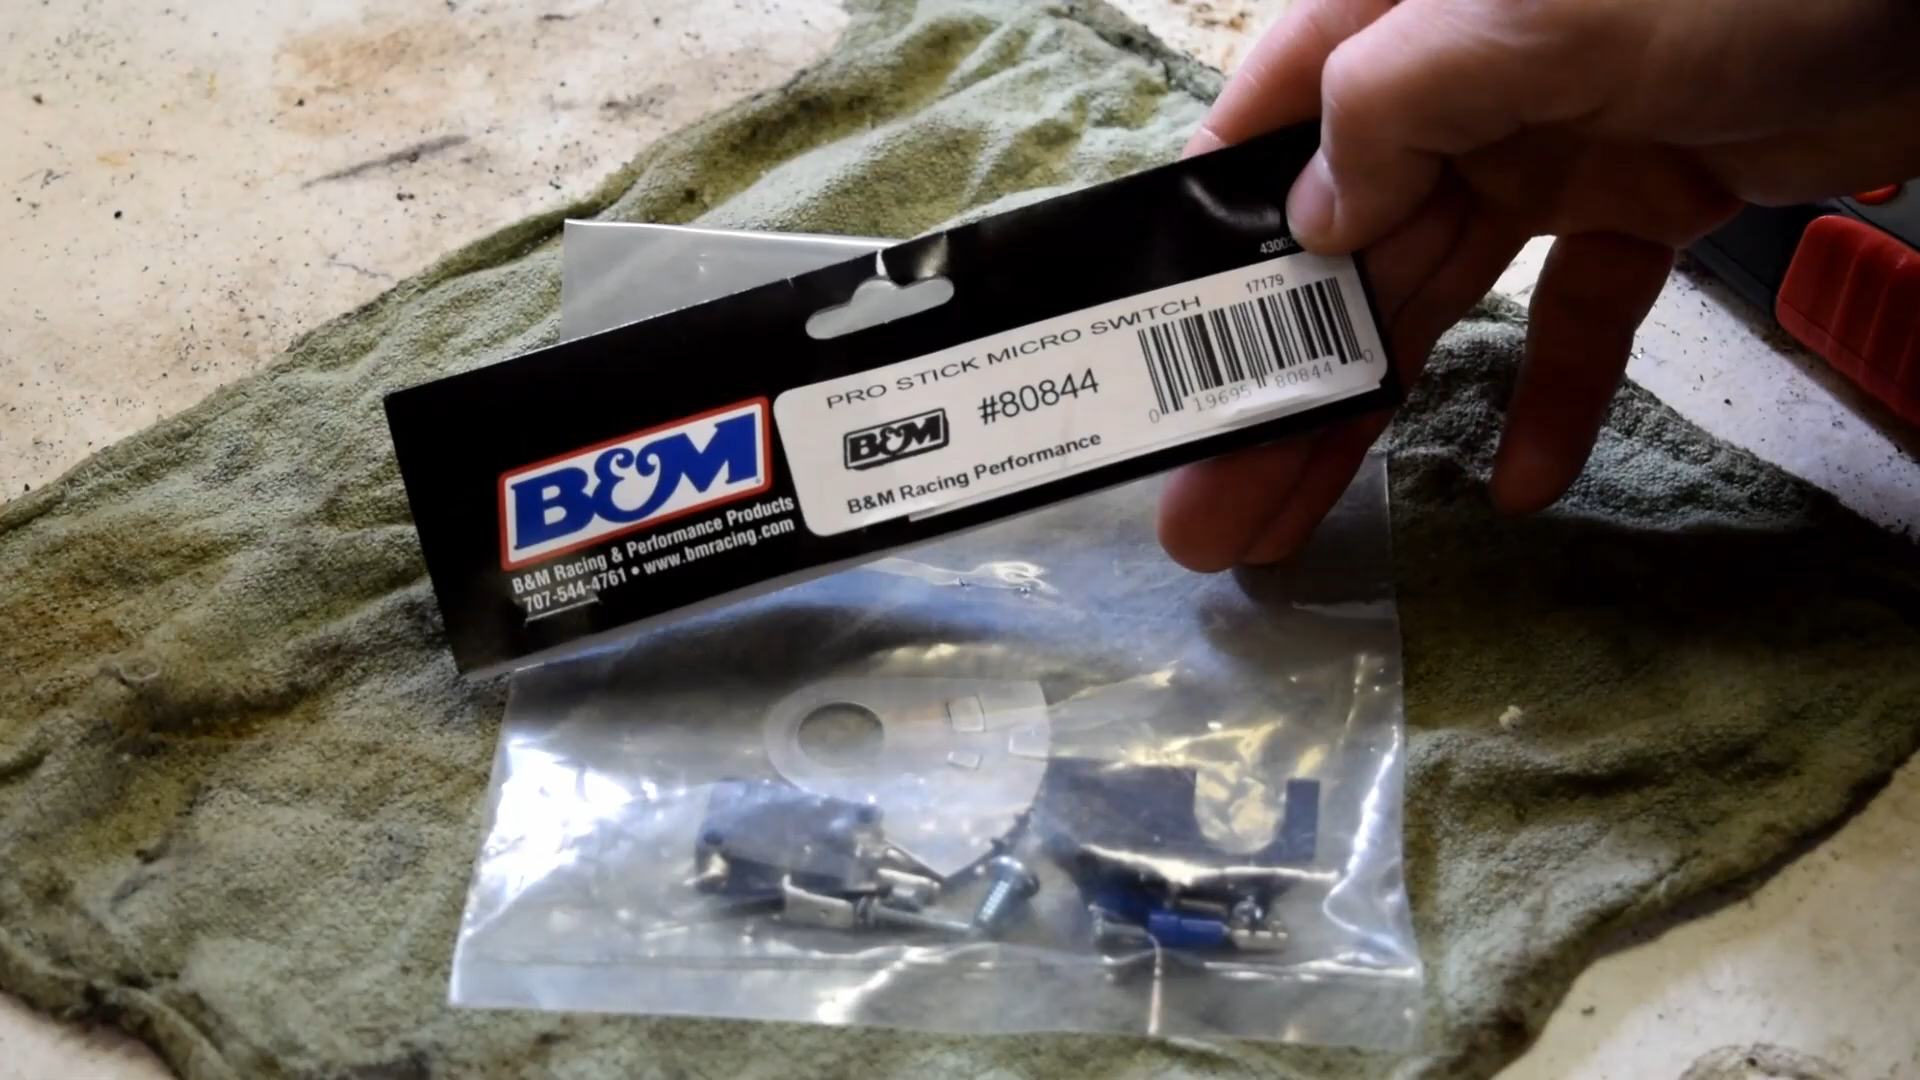 43002
17179
PRO STICK MICRO SWITCH
B&M #80844
0 19695 80844 0
B&M Racing Performance
B&M
B&M Racing & Performance Products
707-544-4761 • www.bmracing.com